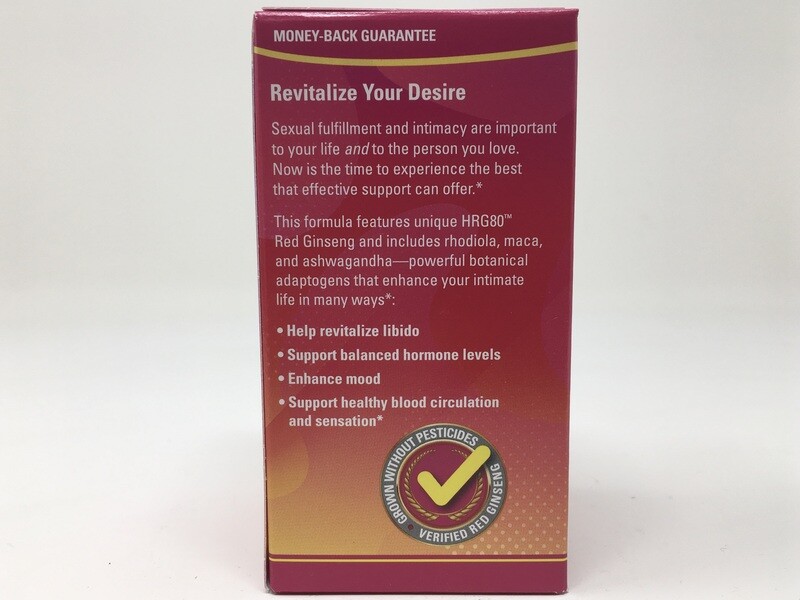 MONEY-BACK GUARANTEE
Revitalize Your Desire
Sexual fulfillment and intimacy are important
to your life and to the person you love.
Now is the time to experience the best
that effective support can offer.*
This formula features unique HRG80™
Red Ginseng and includes rhodiola, maca,
and ashwagandha—powerful botanical
adaptogens that enhance your intimate
life in many ways*:
• Help revitalize libido
• Support balanced hormone levels
• Enhance mood
• Support healthy blood circulation
and sensation*
GROWN WITHOUT PESTICIDES
• VERIFIED RED GINSENG